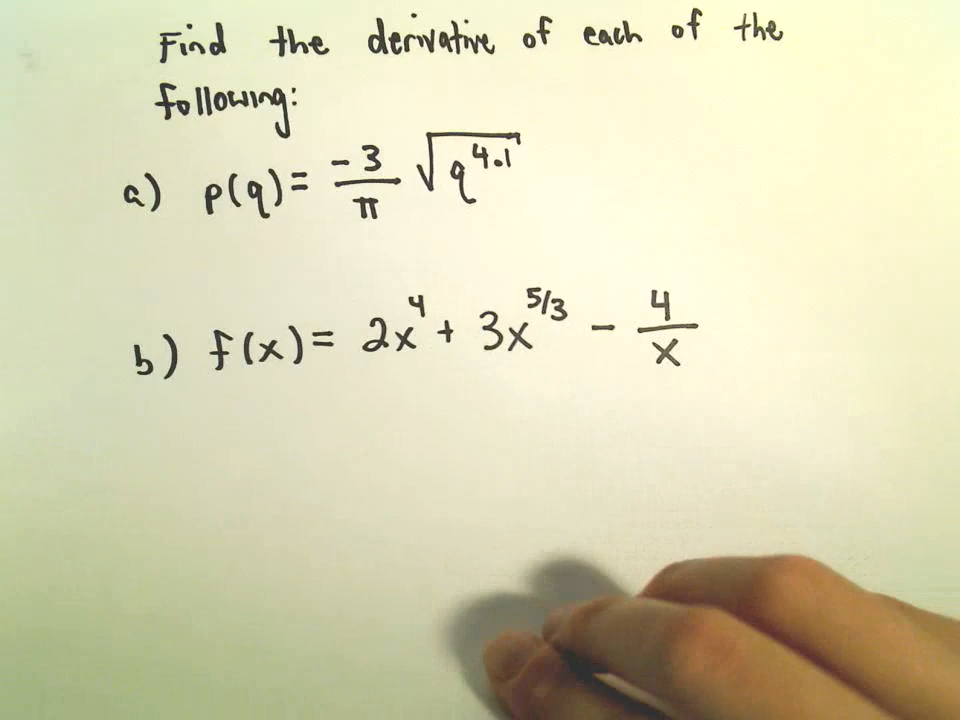 Find the derivative of each of the
following:
a) p(q) = -3/π √(q^4.1)
b) f(x) = 2x^4 + 3x^5/3 - 4/x